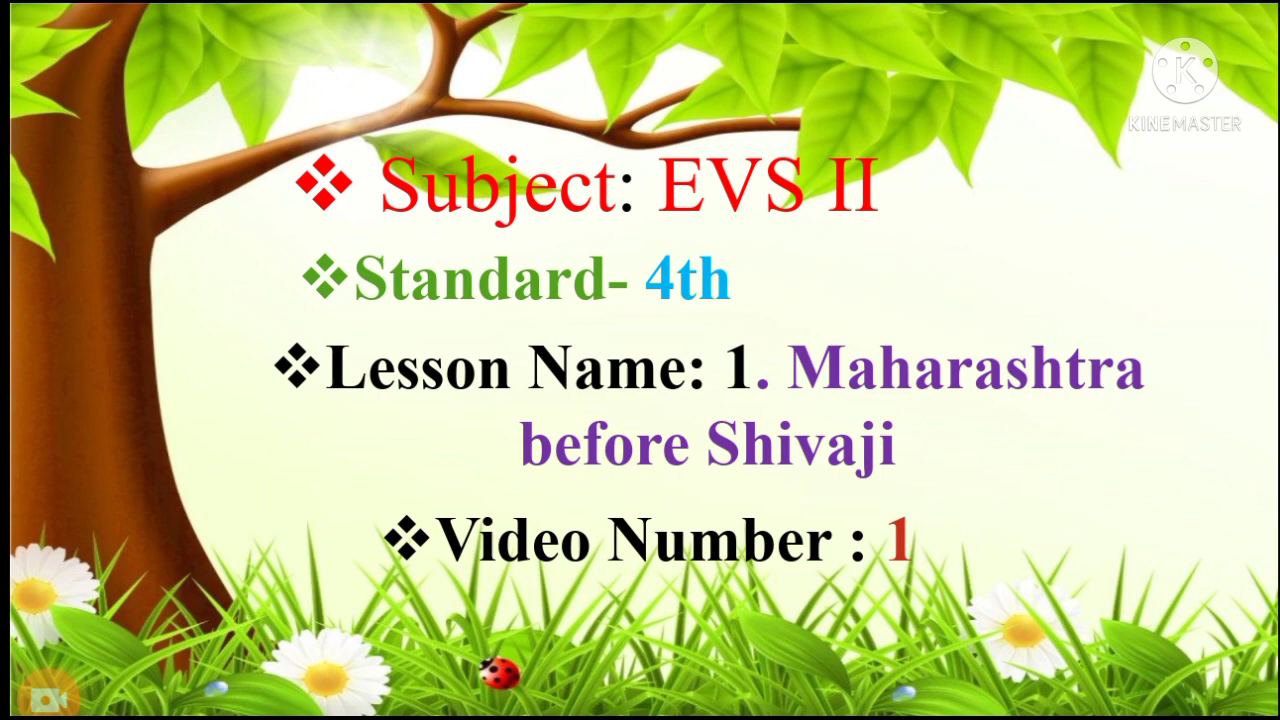 ❖ Subject: EVS II
❖Standard- 4th
❖Lesson Name: 1. Maharashtra
before Shivaji
❖Video Number : 1
K
KINEMASTER